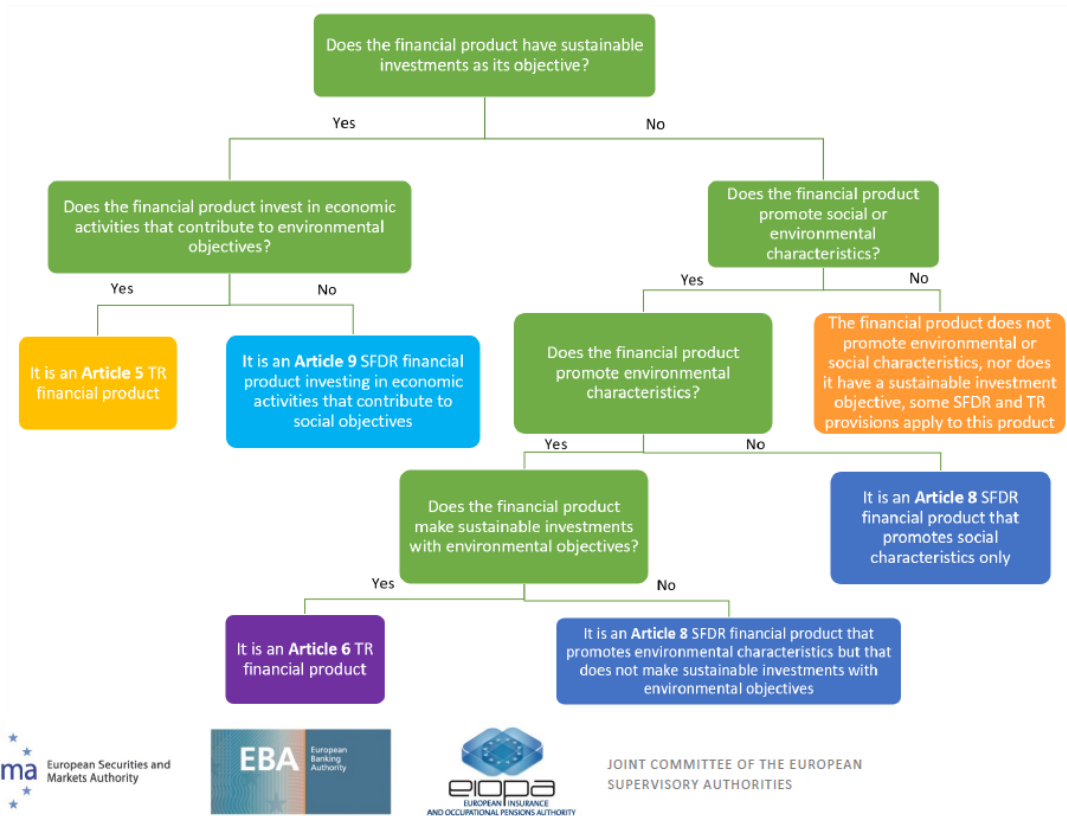 Does the financial product have sustainable
investments as its objective?
Yes
No
Does the financial product invest in economic
activities that contribute to environmental
objectives?
Does the financial product
promote social or
environmental
characteristics?
Yes
No
Yes
No
It is an Article 5 TR
financial product
It is an Article 9 SFDR financial
product investing in economic
activities that contribute to
social objectives
Does the financial product
promote environmental
characteristics?
The financial product does not
promote environmental or
social characteristics, nor does
it have a sustainable investment
objective, some SFDR and TR
provisions apply to this product
Yes
No
Does the financial product
make sustainable investments
with environmental objectives?
It is an Article 8 SFDR
financial product that
promotes social
characteristics only
Yes
No
It is an Article 6 TR
financial product
It is an Article 8 SFDR financial product that
promotes environmental characteristics but that
does not make sustainable investments with
environmental objectives
ma
European Securities and
Markets Authority
EBA
European
Banking
Authority
eiopa
EUROPEAN INSURANCE
AND OCCUPATIONAL PENSIONS AUTHORITY
JOINT COMMITTEE OF THE EUROPEAN
SUPERVISORY AUTHORITIES